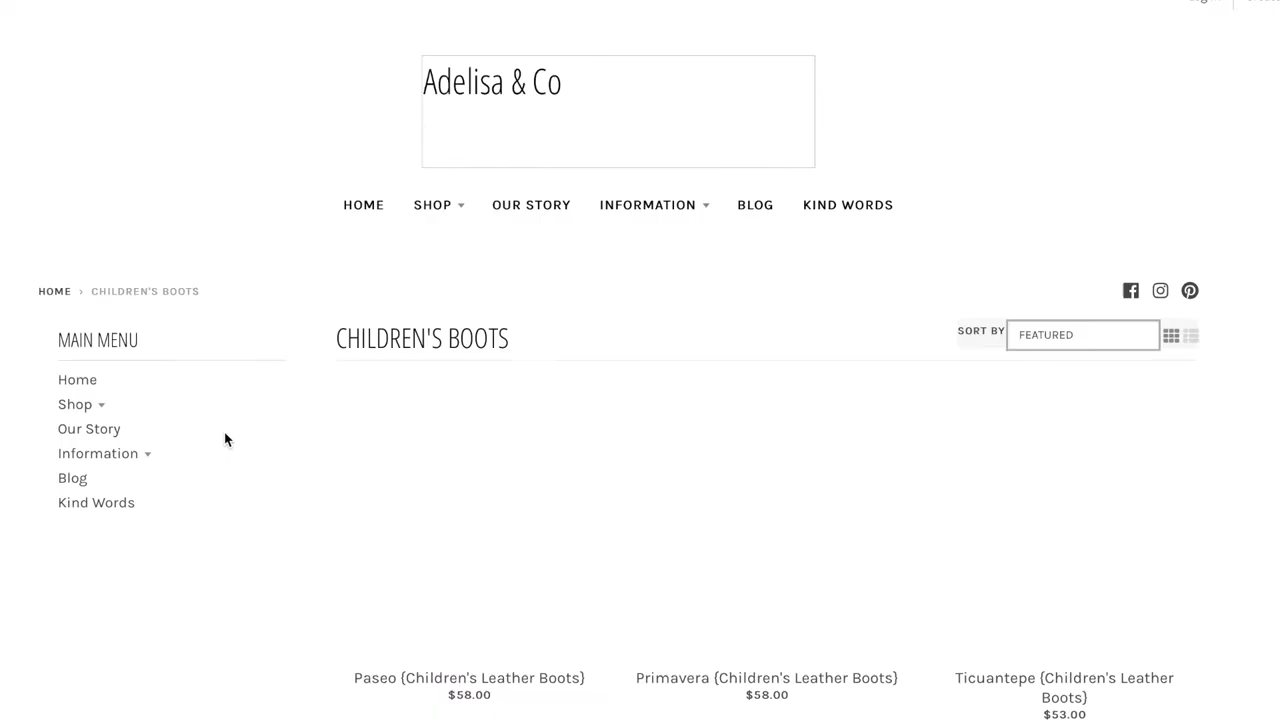 Adelisa & Co
HOME SHOP OUR STORY INFORMATION BLOG KIND WORDS
HOME › CHILDREN'S BOOTS
MAIN MENU
Home
Shop
Our Story
Information
Blog
Kind Words
CHILDREN'S BOOTS
SORT BY FEATURED
Paseo {Children's Leather Boots}
$58.00
Primavera {Children's Leather Boots}
$58.00
Ticuantepe {Children's Leather
Boots}
$53.00